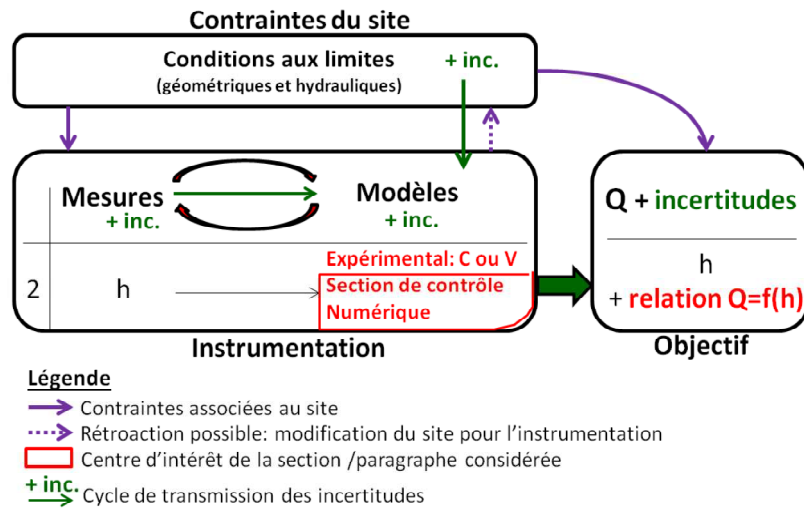 Contraintes du site
Conditions aux limites + inc.
(géométriques et hydrauliques)
Mesures Modèles
+ inc. + inc.
Q + incertitudes
Expérimental: C ou V
2 h Section de contrôle
Numérique
h
+ relation Q=f(h)
Instrumentation
Objectif
Légende
Contraintes associées au site
Rétroaction possible: modification du site pour l'instrumentation
Centre d'intérêt de la section /paragraphe considérée
+ inc. Cycle de transmission des incertitudes